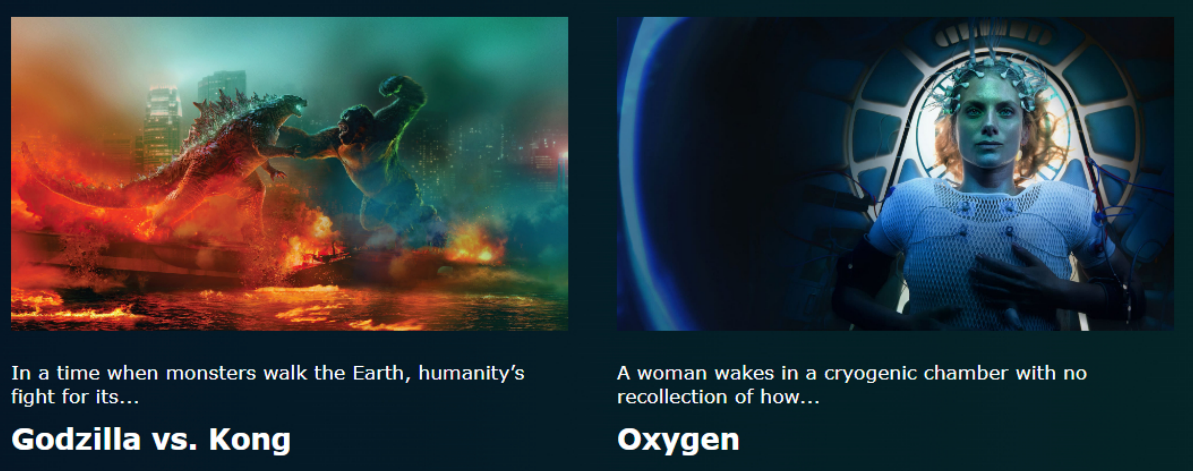 In a time when monsters walk the Earth, humanity’s
fight for its...
Godzilla vs. Kong
A woman wakes in a cryogenic chamber with no
recollection of how...
Oxygen